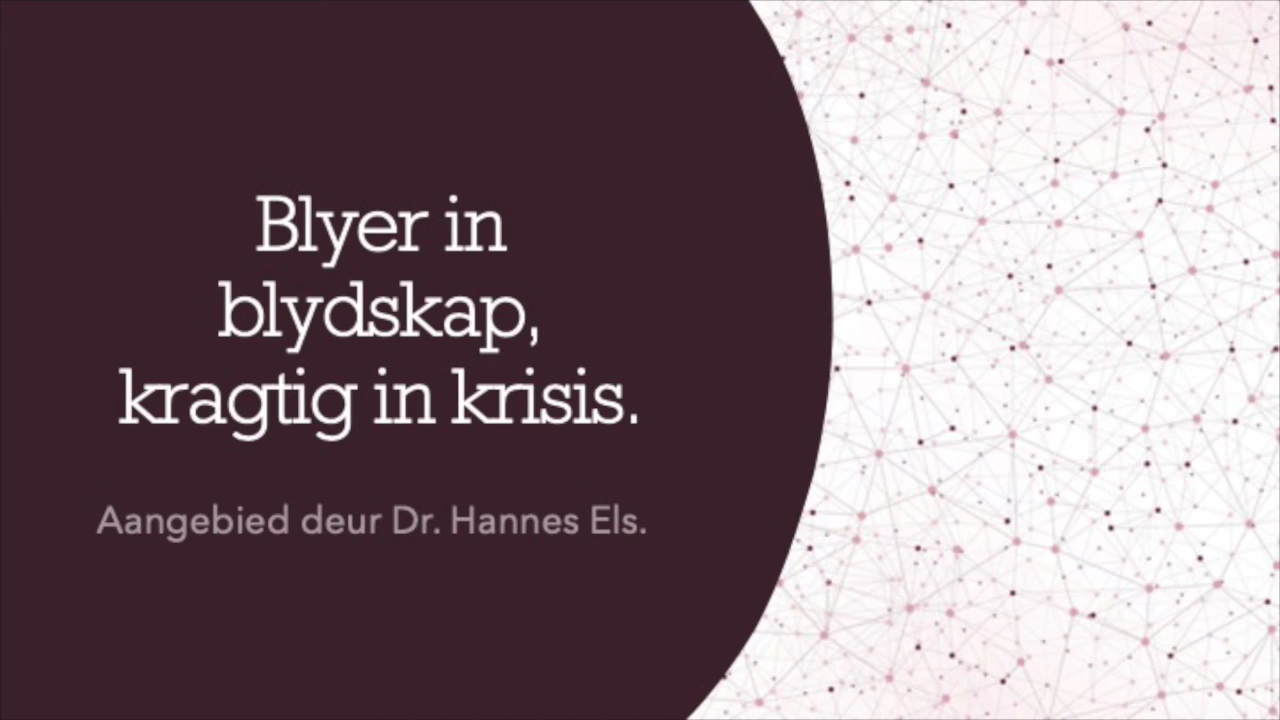 Blyer in
blydskap,
kragtig in krisis.
Aangebied deur Dr. Hannes Els.